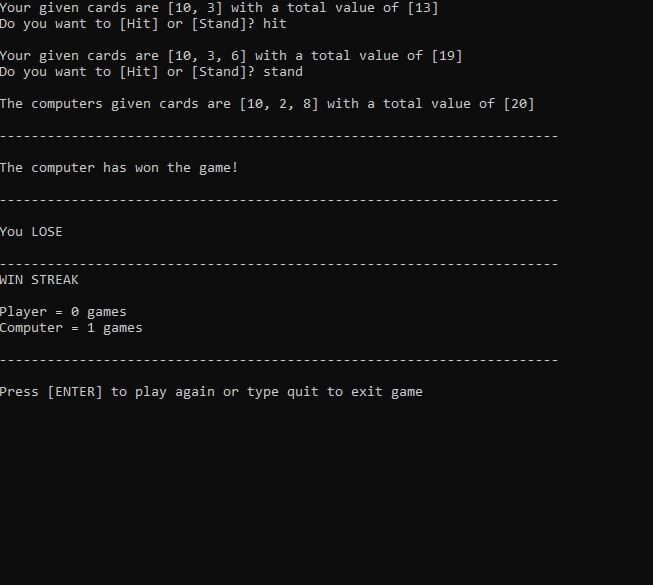 Your given cards are [10, 3] with a total value of [13]
Do you want to [Hit] or [Stand]? hit
Your given cards are [10, 3, 6] with a total value of [19]
Do you want to [Hit] or [Stand]? stand
The computers given cards are [10, 2, 8] with a total value of [20]
----------------------------------------------------------------------
The computer has won the game!
----------------------------------------------------------------------
You LOSE
----------------------------------------------------------------------
WIN STREAK
Player = 0 games
Computer = 1 games
----------------------------------------------------------------------
Press [ENTER] to play again or type quit to exit game